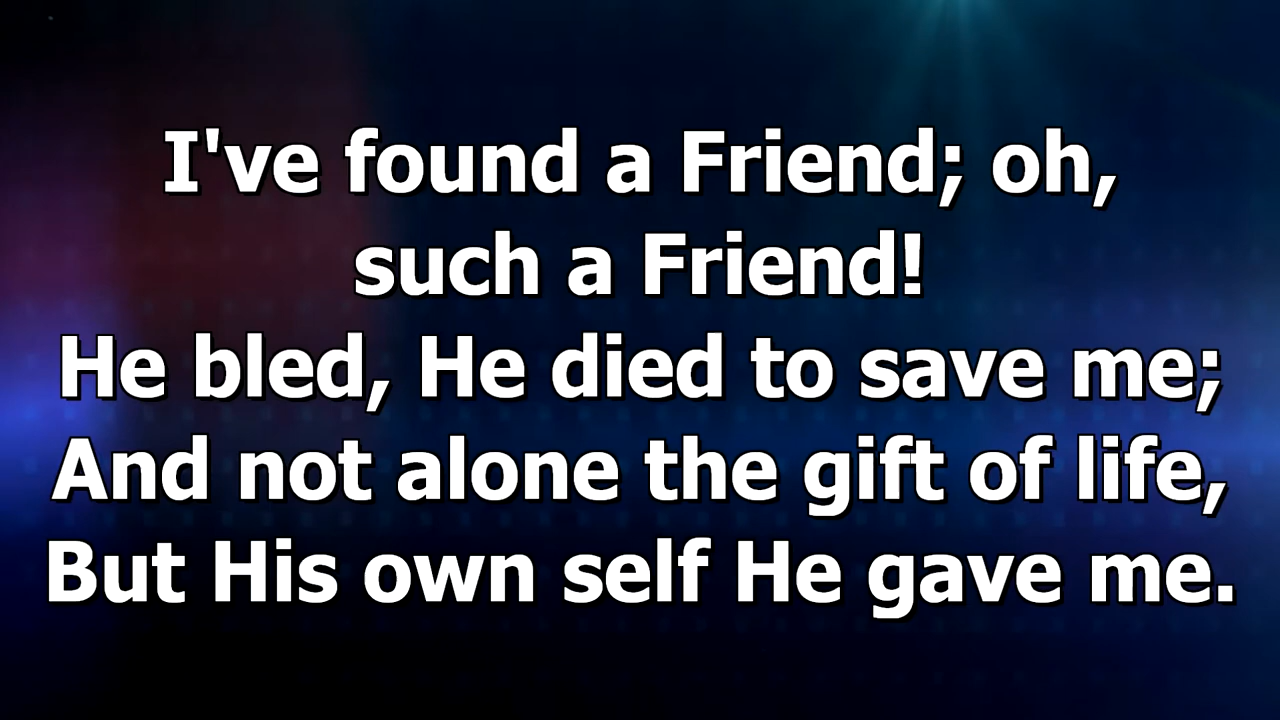 I've found a Friend; oh,
such a Friend!
He bled, He died to save me;
And not alone the gift of life,
But His own self He gave me.